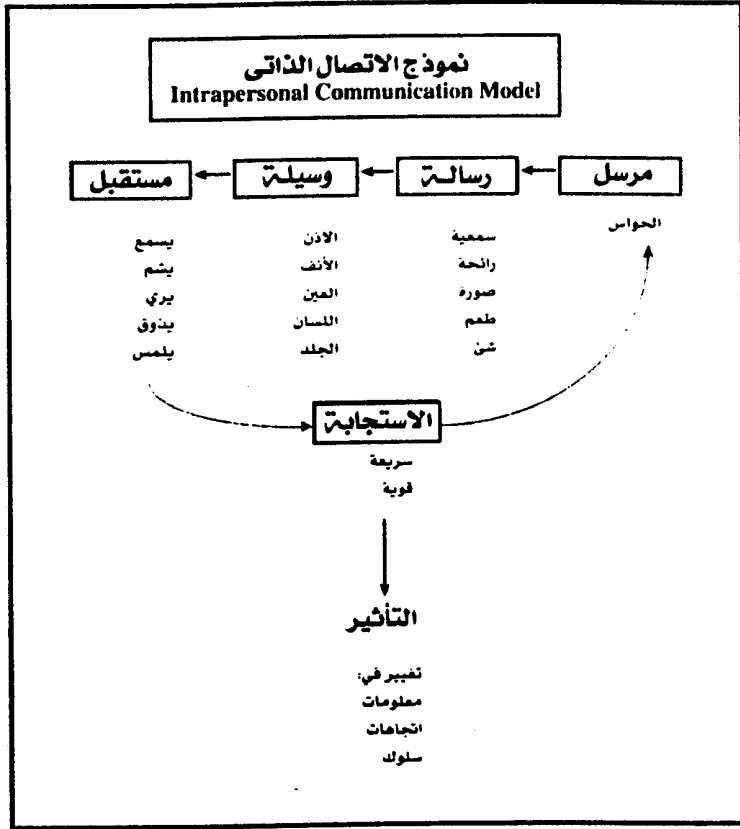 نموذج الاتصال الذاتى
Intrapersonal Communication Model
مرسل
رسالة
وسيلة
مستقبل
الحواس
سمعية
رائحة
صورة
طعم
شئ
الاذن
الأنف
العين
اللسان
الجلد
يسمع
يشم
يري
يذوق
يلمس
الاستجابة
سريعة
قوية
التأثير
تغيير في:
معلومات
اتجاهات
سلوك